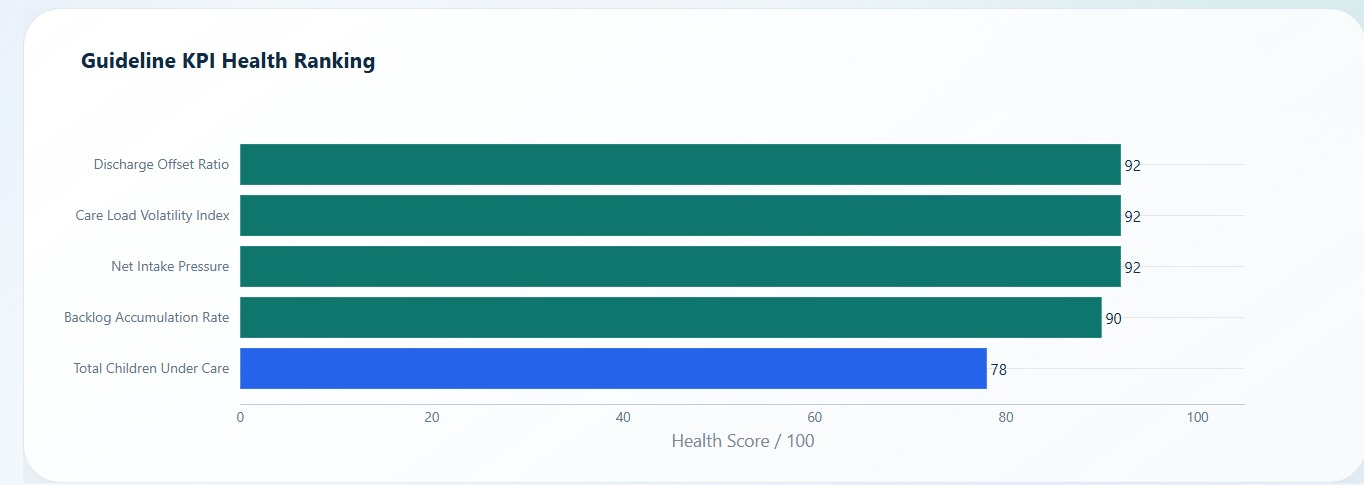 Guideline KPI Health Ranking
Discharge Offset Ratio 92
Care Load Volatility Index 92
Net Intake Pressure 92
Backlog Accumulation Rate 90
Total Children Under Care 78
0 20 40 60 80 100
Health Score / 100